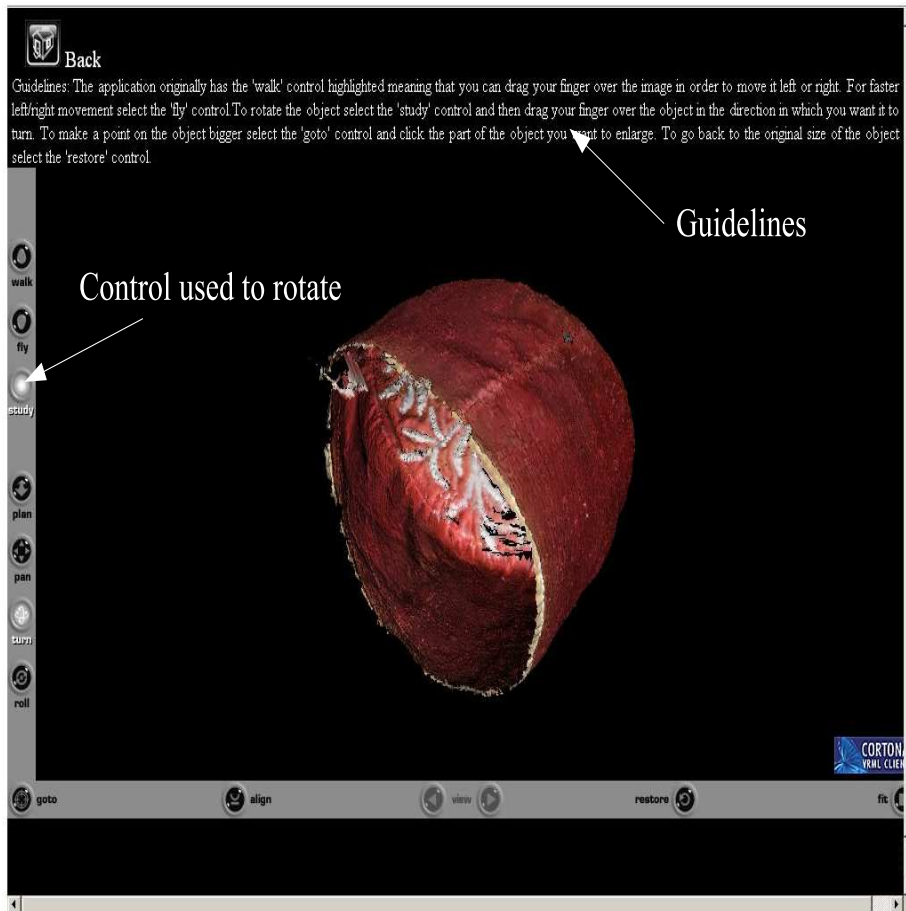 Back
Guidelines: The application originally has the 'walk' control highlighted meaning that you can drag your finger over the image in order to move it left or right. For faster
left/right movement select the 'fly' control.To rotate the object select the 'study' control and then drag your finger over the object in the direction in which you want it to
turn. To make a point on the object bigger select the 'goto' control and click the part of the object you want to enlarge. To go back to the original size of the object
select the 'restore' control.
Guidelines
Control used to rotate
walk
fly
study
plan
pan
turn
roll
CORTON
VRML CLIEN
goto align view restore fit